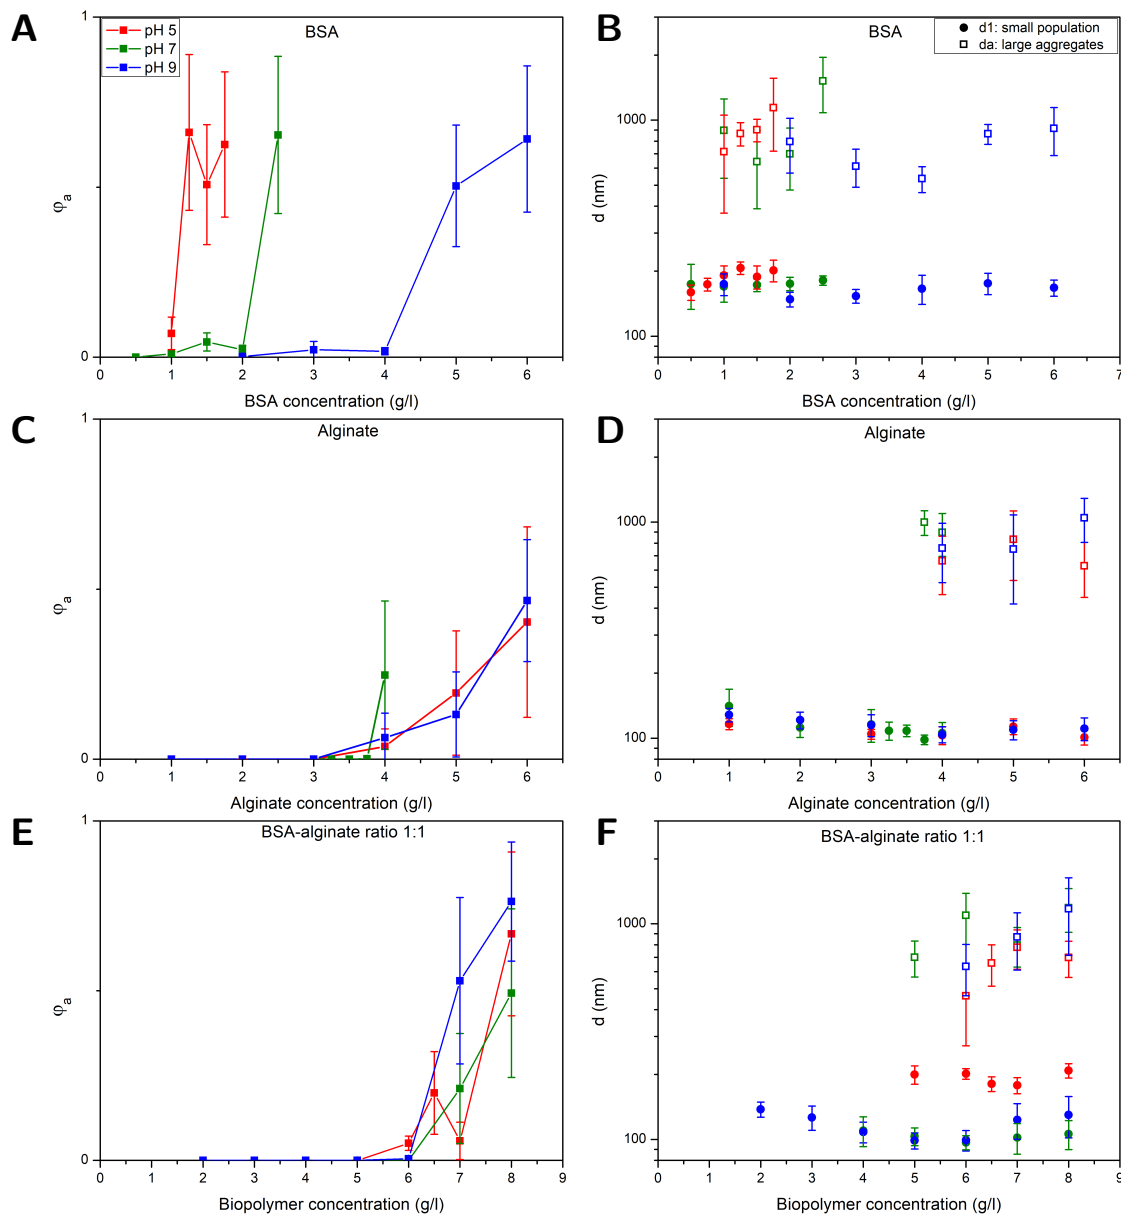 A
BSA
pH 5
pH 7
pH 9
1
0
φa
0 1 2 3 4 5 6
BSA concentration (g/l)
B
BSA
d1: small population
da: large aggregates
1000
100
d (nm)
0 1 2 3 4 5 6 7
BSA concentration (g/l)
C
Alginate
1
0
φa
0 1 2 3 4 5 6
Alginate concentration (g/l)
D
Alginate
1000
100
d (nm)
0 1 2 3 4 5 6
Alginate concentration (g/l)
E
BSA-alginate ratio 1:1
1
0
φa
0 1 2 3 4 5 6 7 8 9
Biopolymer concentration (g/l)
F
BSA-alginate ratio 1:1
1000
100
d (nm)
0 1 2 3 4 5 6 7 8 9
Biopolymer concentration (g/l)